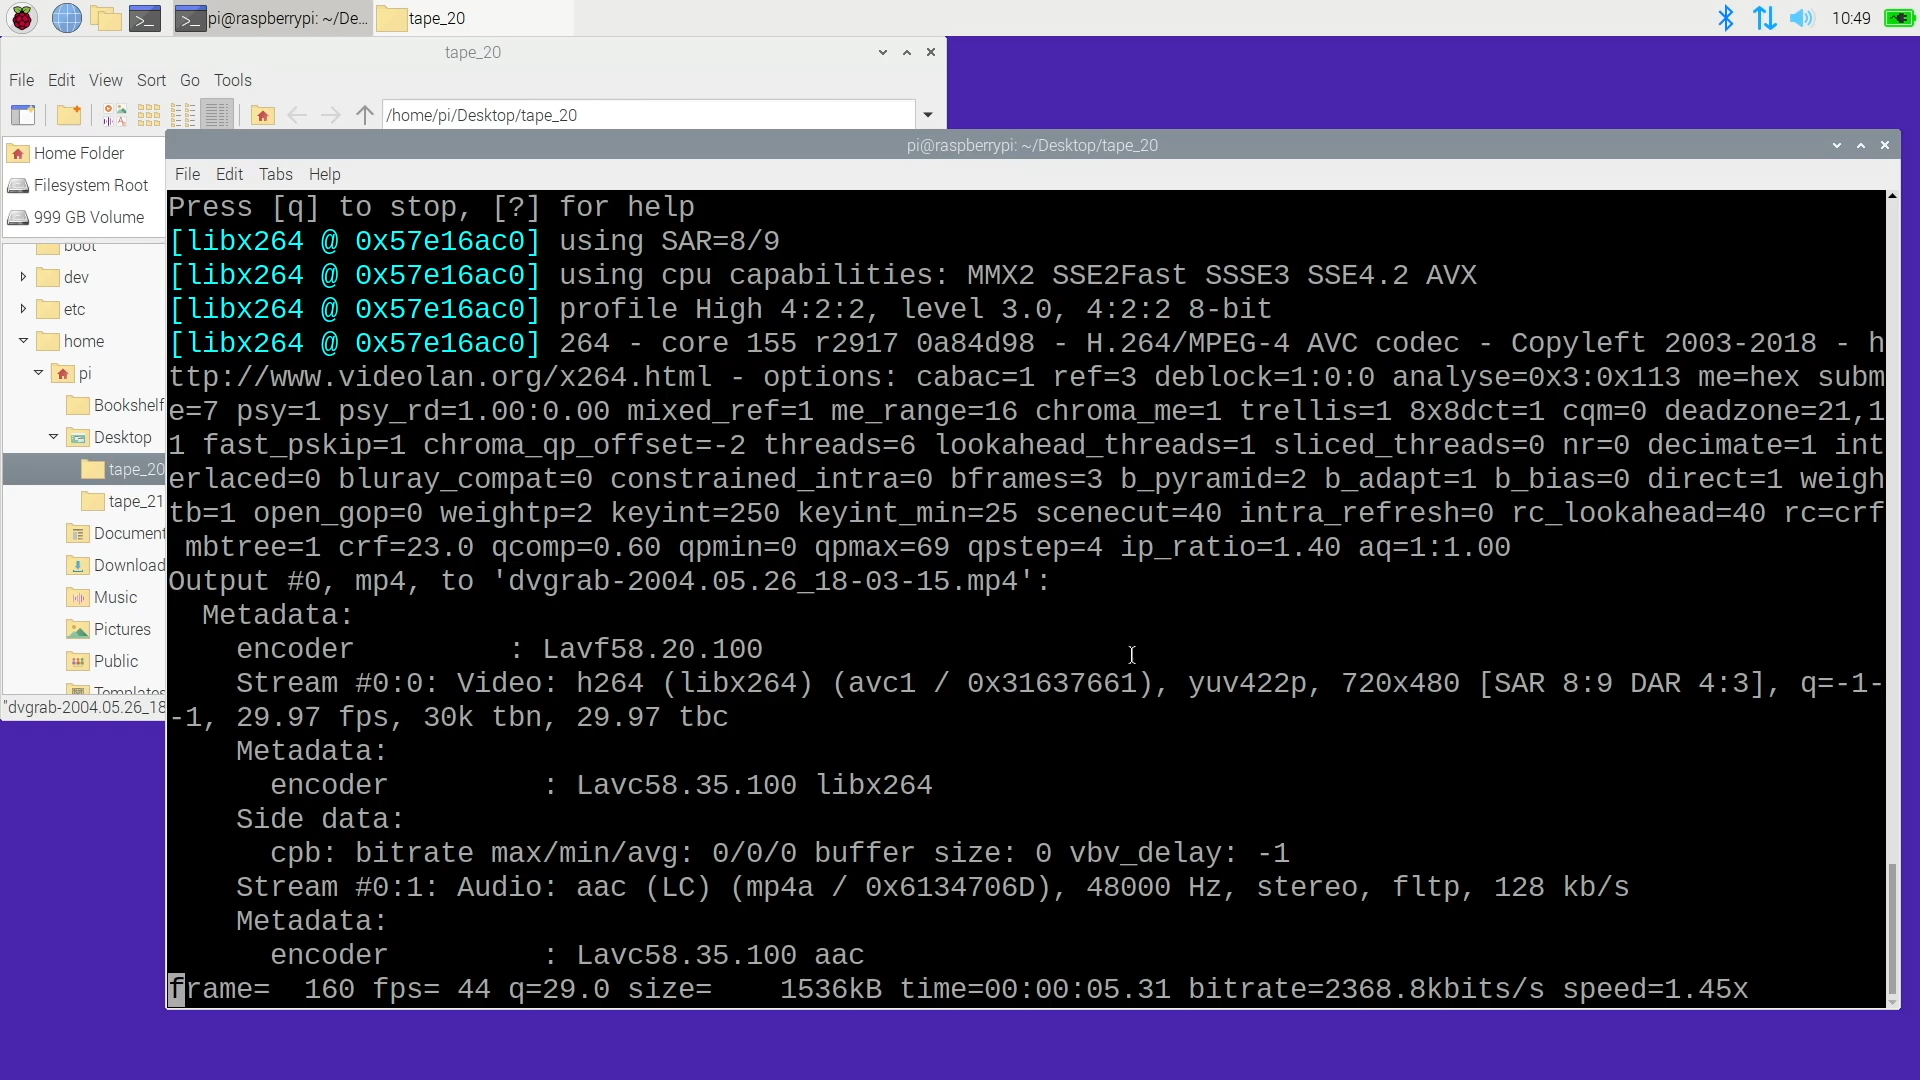 pi@raspberrypi: ~/De...
tape_20
10:49
tape_20
File Edit View Sort Go Tools
/home/pi/Desktop/tape_20
Home Folder
Filesystem Root
999 GB Volume
boot
dev
etc
home
pi
Bookshelf
Desktop
tape_20
tape_21
Document
Download
Music
Pictures
Public
Templates
"dvgrab-2004.05.26_18
pi@raspberrypi: ~/Desktop/tape_20
File Edit Tabs Help
Press [q] to stop, [?] for help
[libx264 @ 0x57e16ac0] using SAR=8/9
[libx264 @ 0x57e16ac0] using cpu capabilities: MMX2 SSE2Fast SSSE3 SSE4.2 AVX
[libx264 @ 0x57e16ac0] profile High 4:2:2, level 3.0, 4:2:2 8-bit
[libx264 @ 0x57e16ac0] 264 - core 155 r2917 0a84d98 - H.264/MPEG-4 AVC codec - Copyleft 2003-2018 - h
ttp://www.videolan.org/x264.html - options: cabac=1 ref=3 deblock=1:0:0 analyse=0x3:0x113 me=hex subm
e=7 psy=1 psy_rd=1.00:0.00 mixed_ref=1 me_range=16 chroma_me=1 trellis=1 8x8dct=1 cqm=0 deadzone=21,1
1 fast_pskip=1 chroma_qp_offset=-2 threads=6 lookahead_threads=1 sliced_threads=0 nr=0 decimate=1 int
erlaced=0 bluray_compat=0 constrained_intra=0 bframes=3 b_pyramid=2 b_adapt=1 b_bias=0 direct=1 weigh
tb=1 open_gop=0 weightp=2 keyint=250 keyint_min=25 scenecut=40 intra_refresh=0 rc_lookahead=40 rc=crf
mbtree=1 crf=23.0 qcomp=0.60 qpmin=0 qpmax=69 qpstep=4 ip_ratio=1.40 aq=1:1.00
Output #0, mp4, to 'dvgrab-2004.05.26_18-03-15.mp4':
Metadata:
encoder : Lavf58.20.100
Stream #0:0: Video: h264 (libx264) (avc1 / 0x31637661), yuv422p, 720x480 [SAR 8:9 DAR 4:3], q=-1-
-1, 29.97 fps, 30k tbn, 29.97 tbc
Metadata:
encoder : Lavc58.35.100 libx264
Side data:
cpb: bitrate max/min/avg: 0/0/0 buffer size: 0 vbv_delay: -1
Stream #0:1: Audio: aac (LC) (mp4a / 0x6134706D), 48000 Hz, stereo, fltp, 128 kb/s
Metadata:
encoder : Lavc58.35.100 aac
frame= 160 fps= 44 q=29.0 size= 1536kB time=00:00:05.31 bitrate=2368.8kbits/s speed=1.45x